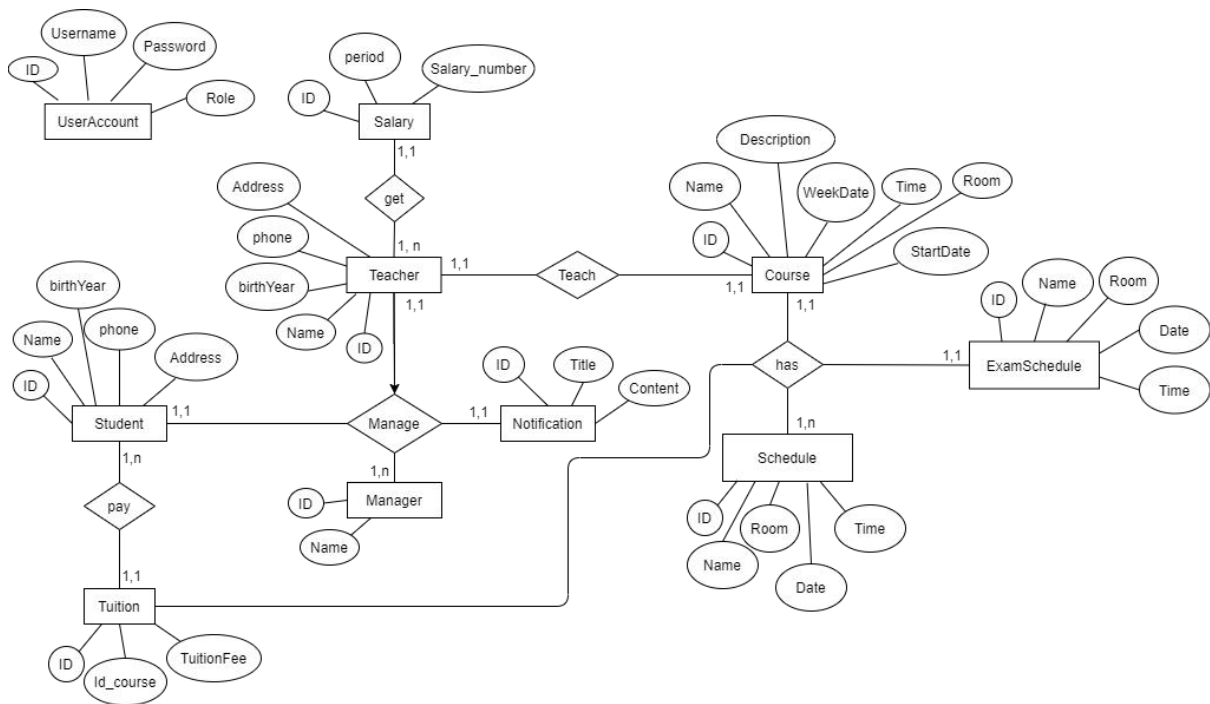 Username
Password
ID
Role
UserAccount
period
Salary_number
ID
Salary
1,1
get
1, n
Address
phone
birthYear
Name
ID
Teacher
1,1
1,1
Teach
1,1
Description
Name
WeekDate
Time
Room
ID
StartDate
Course
1,1
has
1,1
ID
Name
Room
Date
Time
ExamSchedule
birthYear
Name
phone
Address
ID
Student
1,1
1,n
Manage
1,1
ID
Title
Content
Notification
1,n
ID
Manager
Name
1,n
Schedule
ID
Name
Room
Date
Time
pay
1,1
Tuition
ID
Id_course
TuitionFee